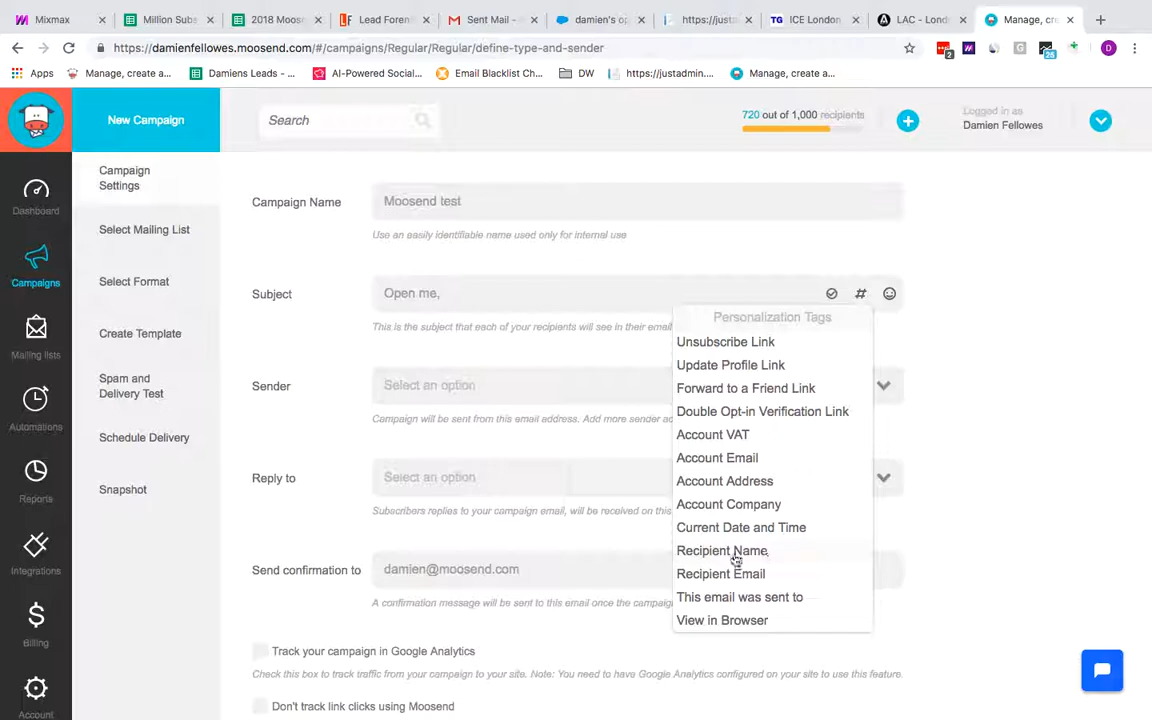 Mixmax
Million Subs
2018 Moose
Lead Foren
Sent Mail -
damien's op
https://justa
ICE London
LAC - Londo
Manage, cre
https://damienfellowes.moosend.com/#/campaigns/Regular/Regular/define-type-and-sender
2
25
D
Apps
Manage, create a...
Damiens Leads - ...
AI-Powered Social...
Email Blacklist Ch...
DW
https://justadmin....
Manage, create a...
New Campaign
Search
720 out of 1,000 recipients
Logged in as
Damien Fellowes
Dashboard
Campaigns
Mailing lists
Automations
Reports
Integrations
Billing
Account
Campaign
Settings
Select Mailing List
Select Format
Create Template
Spam and
Delivery Test
Schedule Delivery
Snapshot
Campaign Name
Moosend test
Use an easily identifiable name used only for internal use
Subject
Open me,
This is the subject that each of your recipients will see in their email
Sender
Select an option
Campaign will be sent from this email address. Add more sender ad
Reply to
Select an option
Subscribers replies to your campaign email, will be received on this
Send confirmation to
damien@moosend.com
A confirmation message will be sent to this email once the campaig
Personalization Tags
Unsubscribe Link
Update Profile Link
Forward to a Friend Link
Double Opt-in Verification Link
Account VAT
Account Email
Account Address
Account Company
Current Date and Time
Recipient Name
Recipient Email
This email was sent to
View in Browser
Track your campaign in Google Analytics
Check this box to track traffic from your campaign to your site. Note: You need to have Google Analytics configured on your site to use this feature.
Don't track link clicks using Moosend